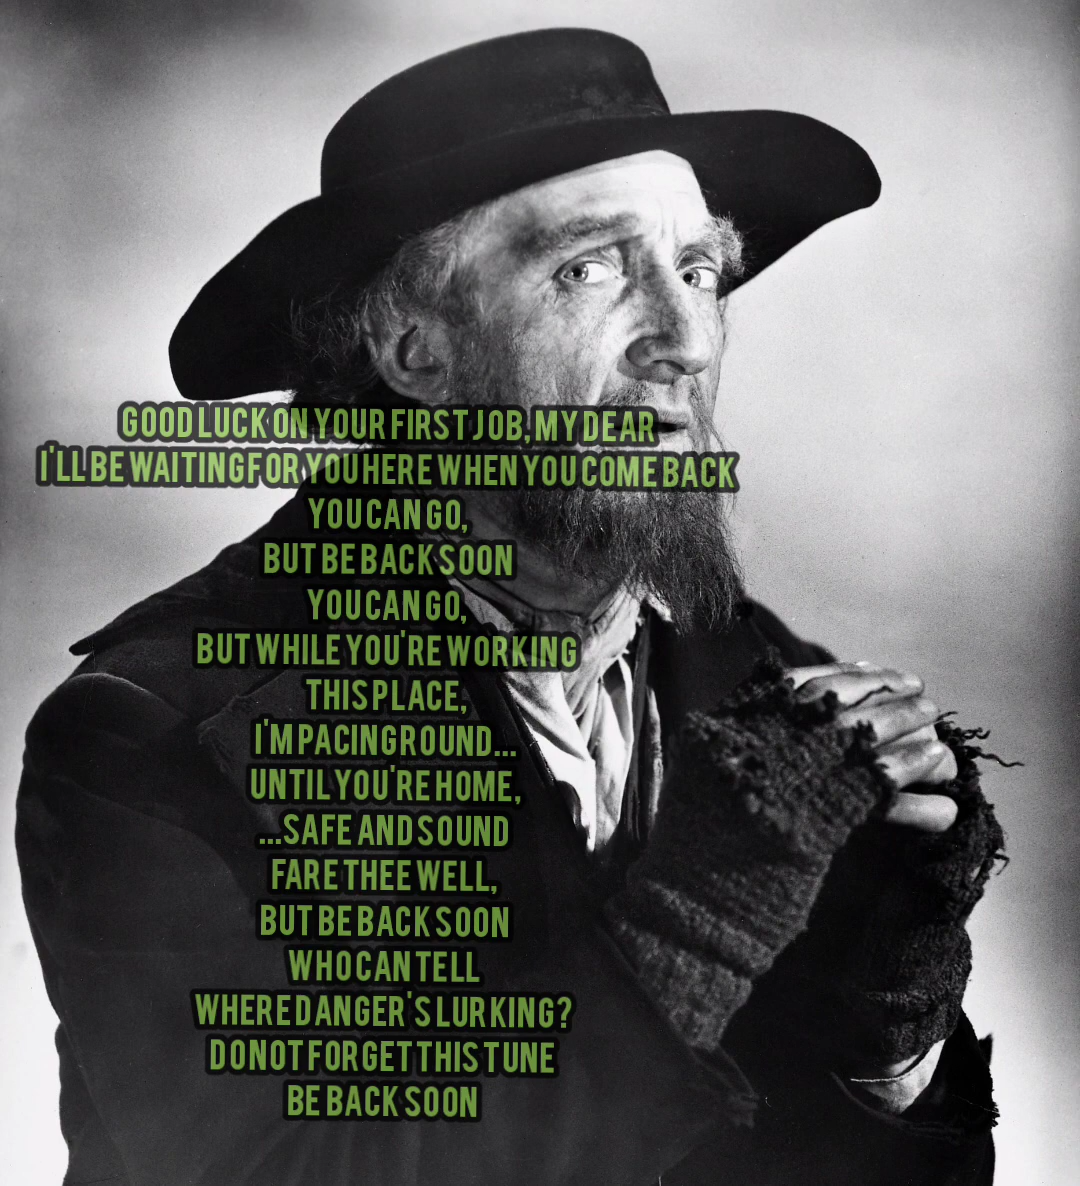 GOOD LUCK ON YOUR FIRST JOB, MY DEAR
I'LL BE WAITING FOR YOU HERE WHEN YOU COME BACK
YOU CAN GO,
BUT BE BACK SOON
YOU CAN GO,
BUT WHILE YOU'RE WORKING
THIS PLACE,
I'M PACING ROUND...
UNTIL YOU'RE HOME,
...SAFE AND SOUND
FARE THEE WELL,
BUT BE BACK SOON
WHO CAN TELL
WHERE DANGER'S LURKING?
DO NOT FORGET THIS TUNE
BE BACK SOON